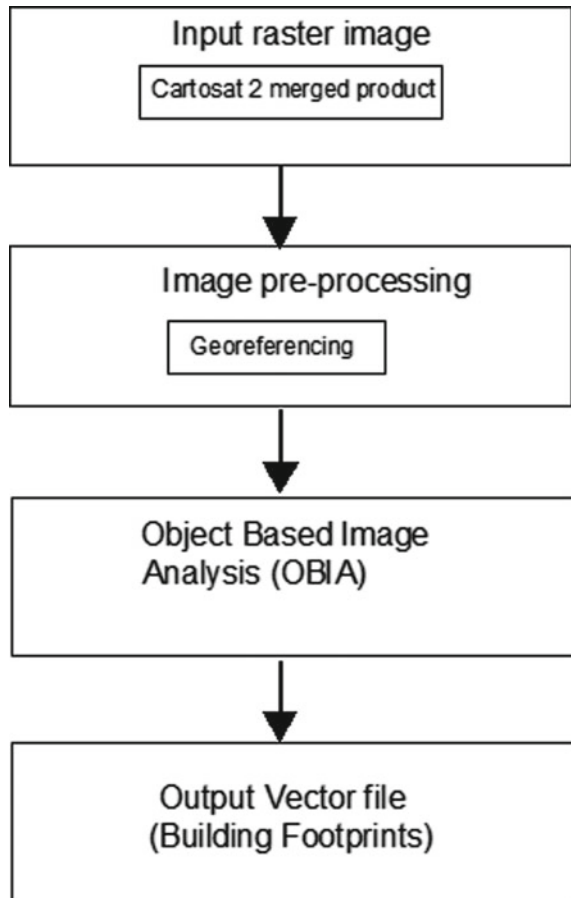 Input raster image
Cartosat 2 merged product
Image pre-processing
Georeferencing
Object Based Image
Analysis (OBIA)
Output Vector file
(Building Footprints)